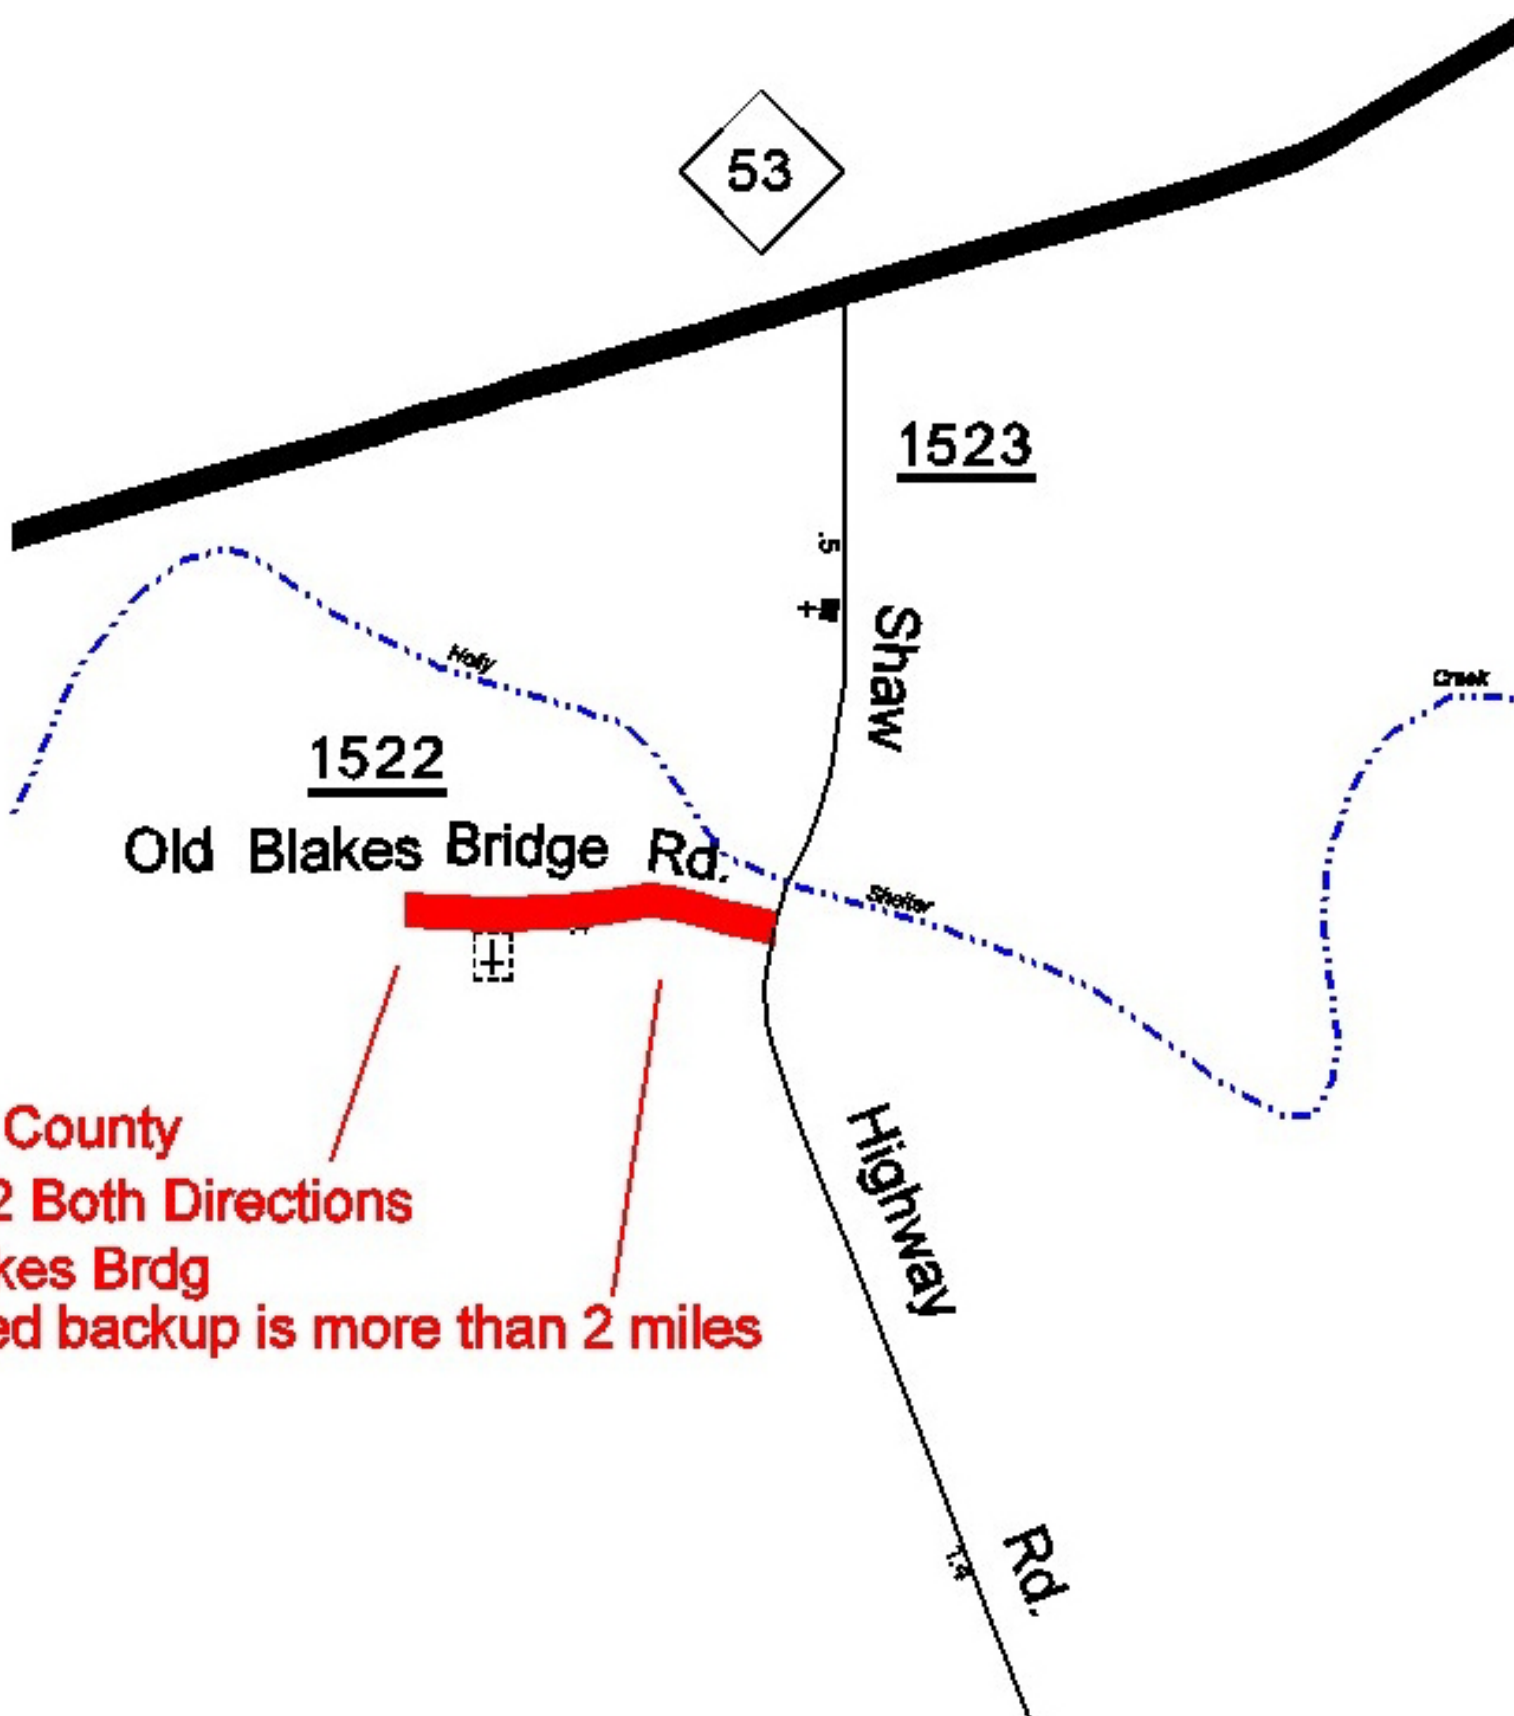 53
1523
.5
Shaw
Holly
Creek
1522
Old Blakes Bridge Rd.
Shelter
County
2 Both Directions
kes Brdg
ed backup is more than 2 miles
Highway
Rd.